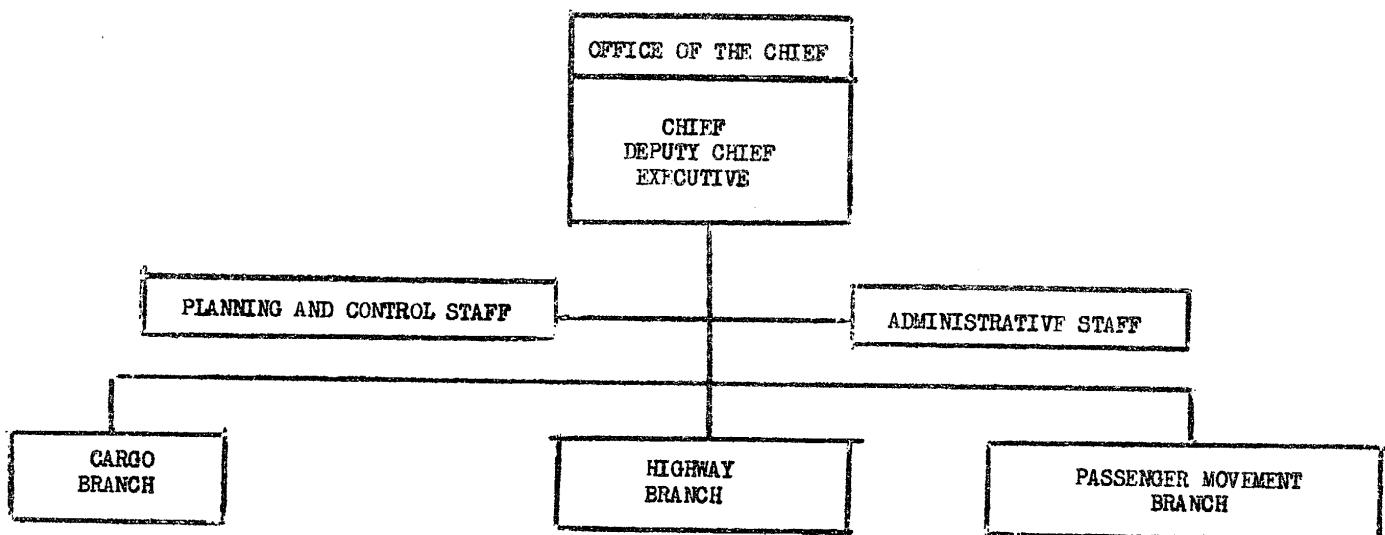 OFFICE OF THE CHIEF
CHIEF
DEPUTY CHIEF
EXECUTIVE
PLANNING AND CONTROL STAFF
ADMINISTRATIVE STAFF
CARGO
BRANCH
HIGHWAY
BRANCH
PASSENGER MOVEMENT
BRANCH